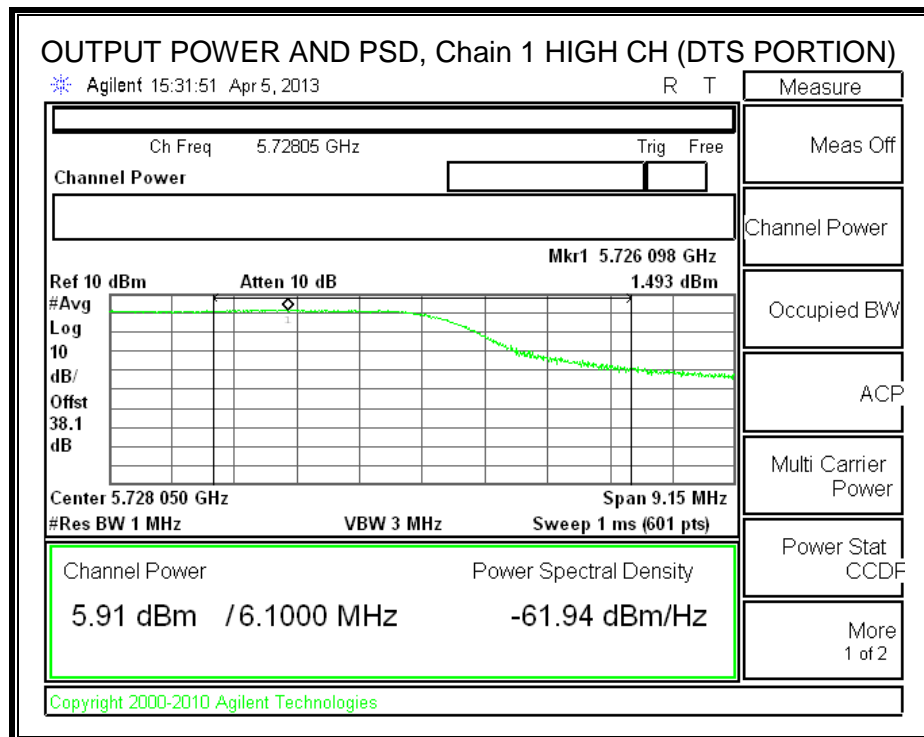 OUTPUT POWER AND PSD, Chain 1 HIGH CH (DTS PORTION)
Agilent 15:31:51 Apr 5, 2013 R T
Measure
Ch Freq 5.72805 GHz Trig Free
Channel Power
Mkr1 5.726 098 GHz
Ref 10 dBm Atten 10 dB 1.493 dBm
#Avg
Log
10
dB/
Offst
38.1
dB
1
Center 5.728 050 GHz Span 9.15 MHz
#Res BW 1 MHz VBW 3 MHz Sweep 1 ms (601 pts)
Channel Power Power Spectral Density
5.91 dBm /6.1000 MHz -61.94 dBm/Hz
Meas Off
Channel Power
Occupied BW
ACP
Multi Carrier
Power
Power Stat
CCDF
More
1 of 2
Copyright 2000-2010 Agilent Technologies